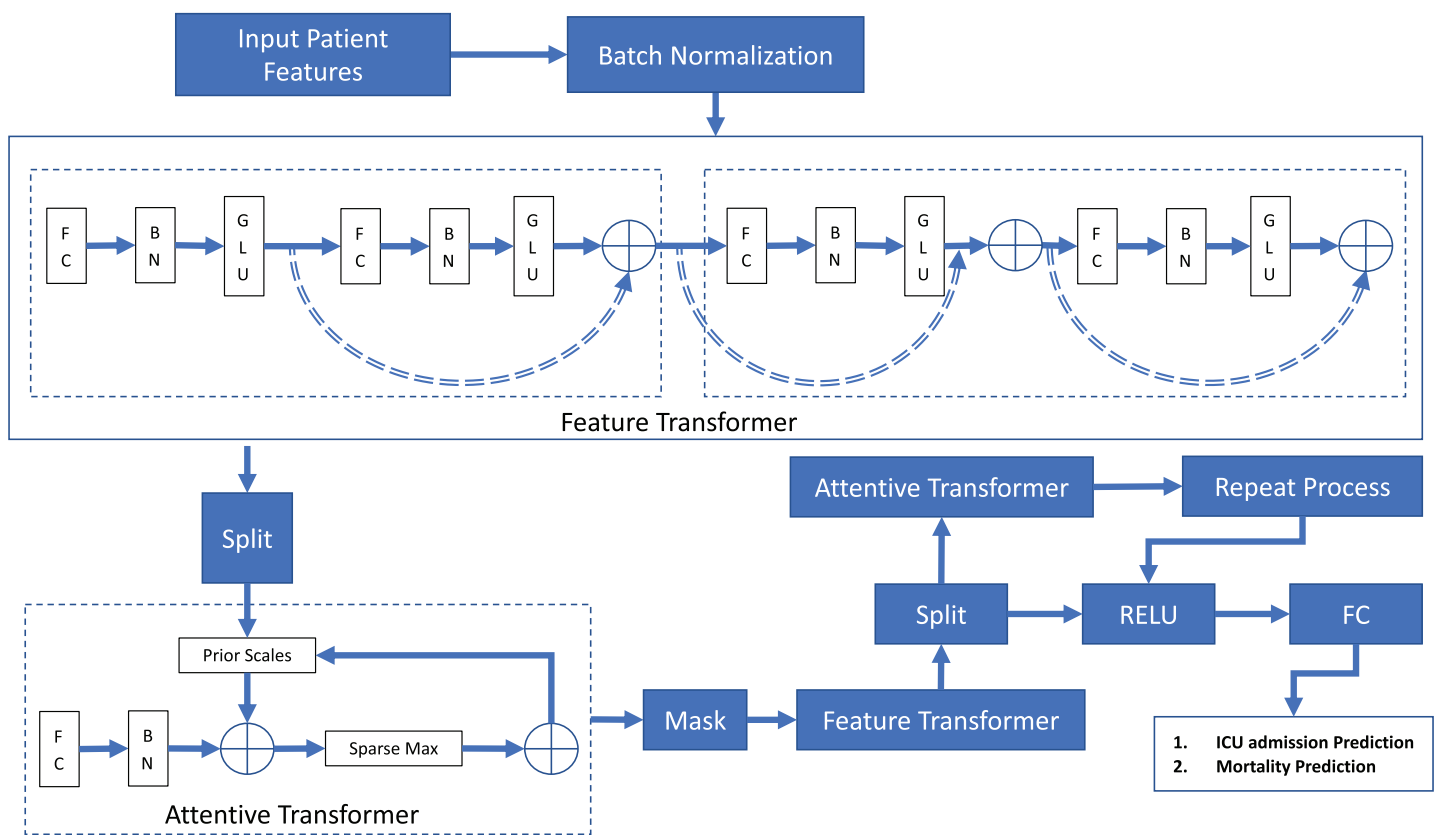 Input Patient
Features
Batch Normalization
F
C
B
N
G
L
U
F
C
B
N
G
L
U
F
C
B
N
G
L
U
F
C
B
N
G
L
U
Feature Transformer
Split
Prior Scales
F
C
B
N
Sparse Max
Attentive Transformer
Mask
Feature Transformer
Split
Attentive Transformer
Repeat Process
RELU
FC
1. ICU admission Prediction
2. Mortality Prediction